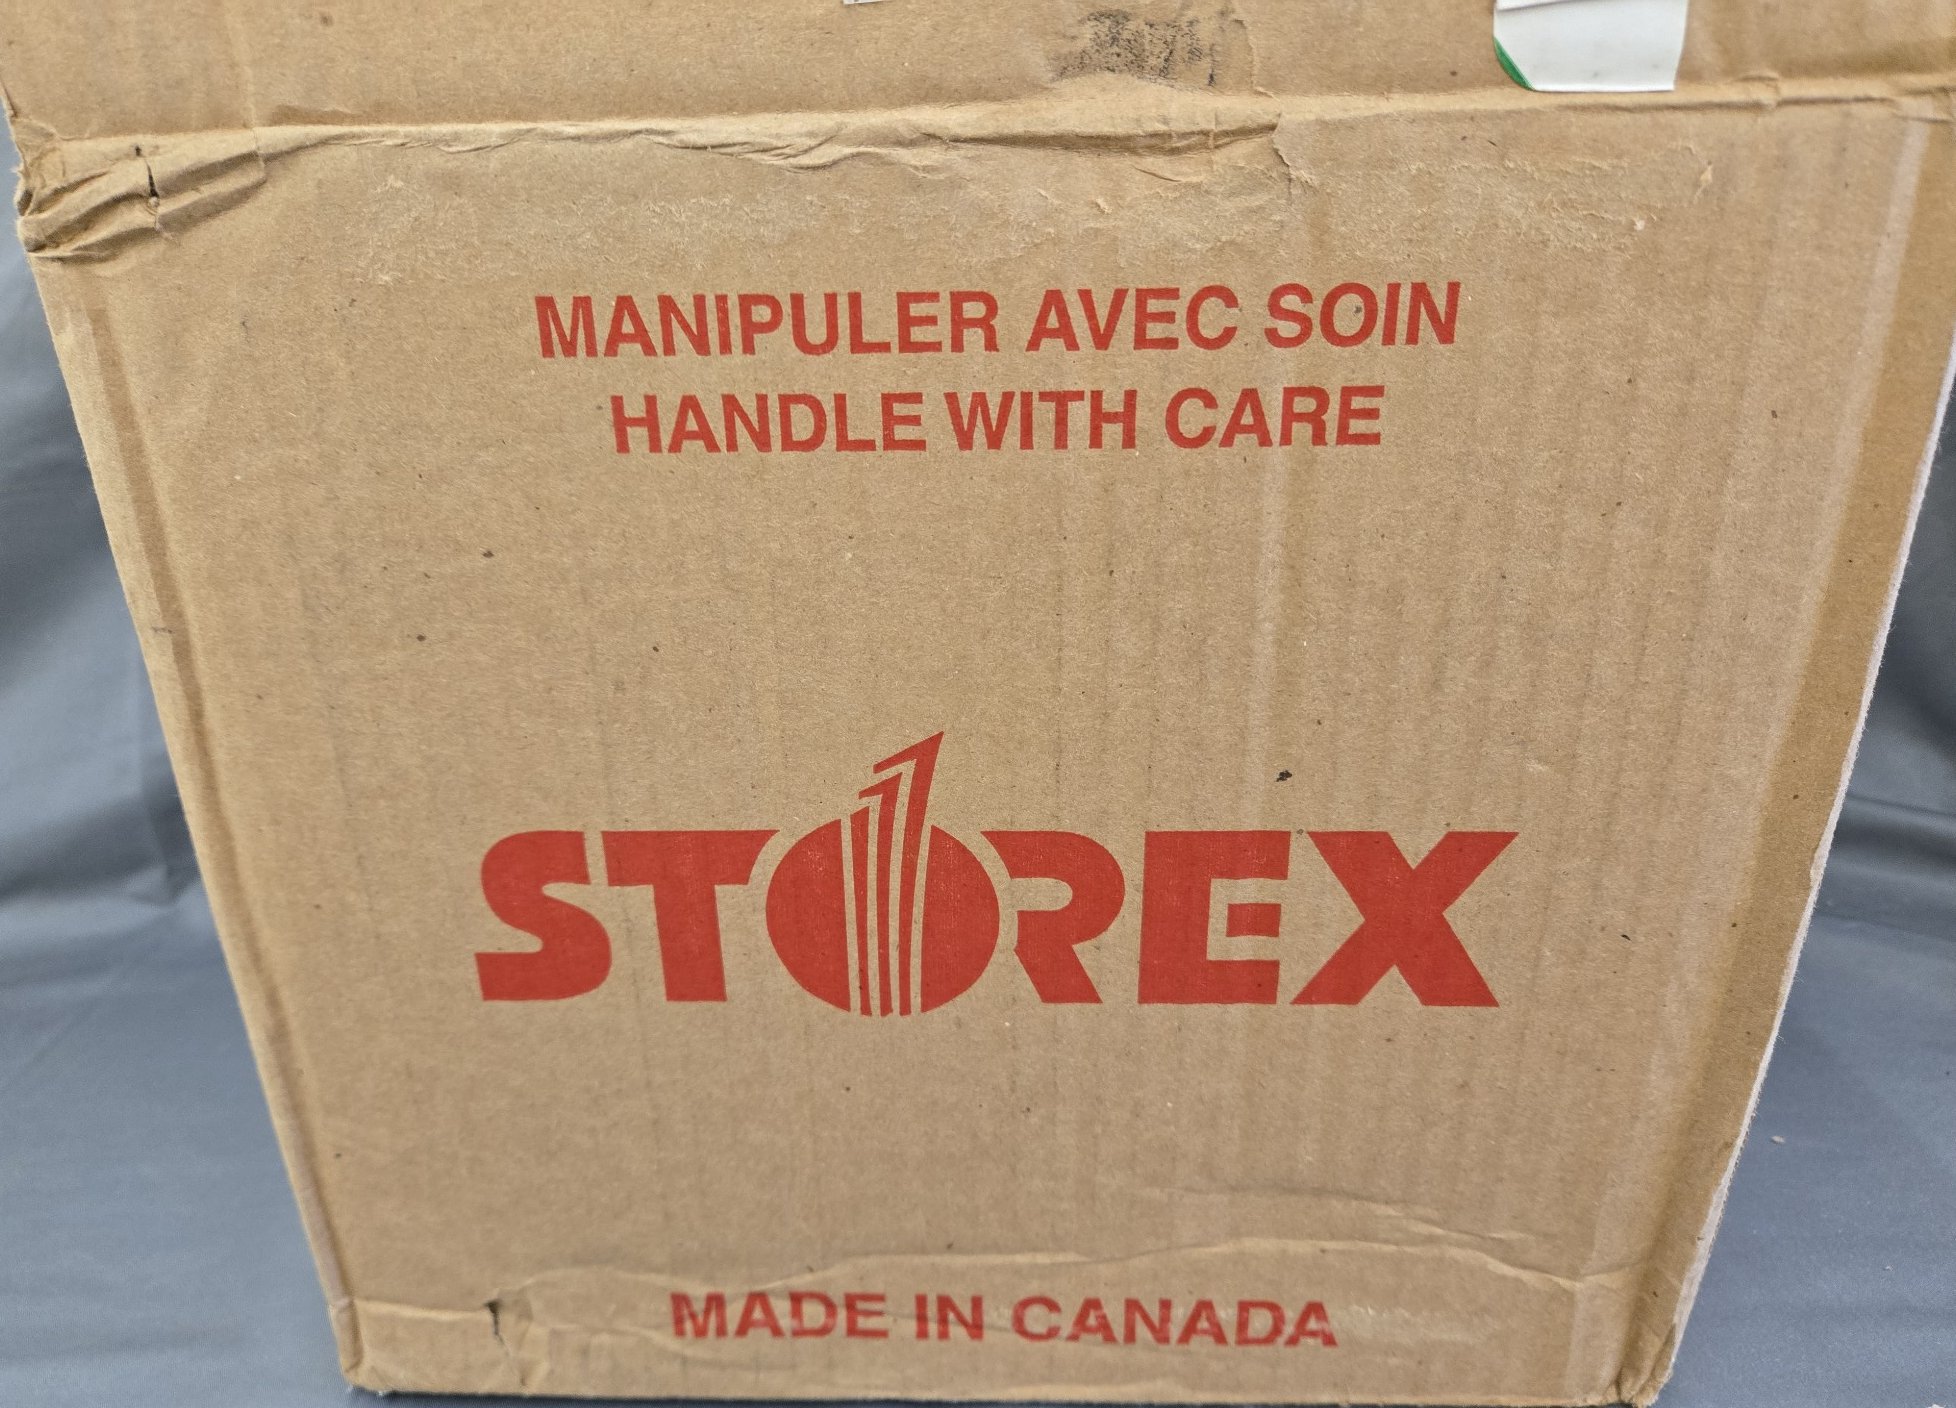 MANIPULER AVEC SOIN
HANDLE WITH CARE
STOREX
MADE IN CANADA